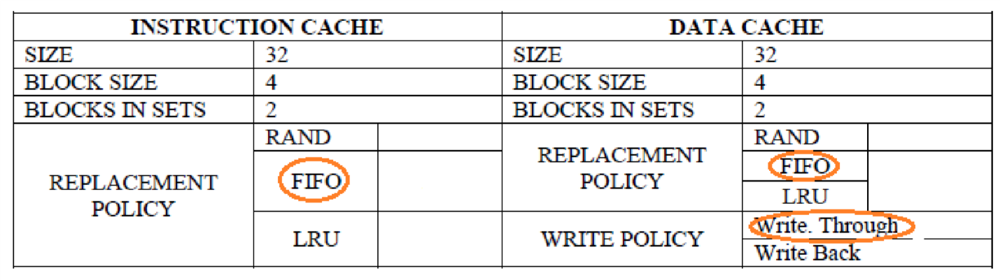 INSTRUCTION CACHE DATA CACHE
SIZE 32 SIZE 32
BLOCK SIZE 4 BLOCK SIZE 4
BLOCKS IN SETS 2 BLOCKS IN SETS 2
REPLACEMENT POLICY
RAND
FIFO
LRU
REPLACEMENT POLICY
RAND
FIFO
LRU
WRITE POLICY
Write. Through
Write Back